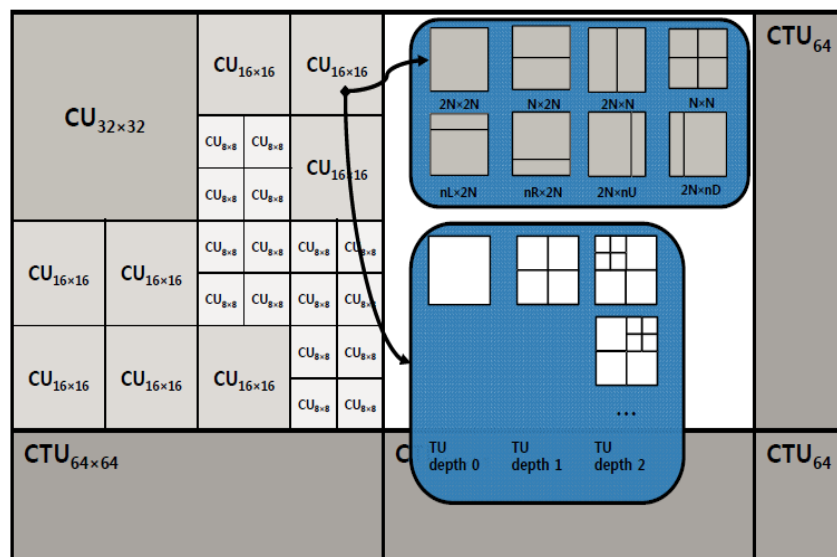 CU32×32
CU16×16
CU16×16
CU8×8 CU8×8
CU8×8 CU8×8
CU16×16
CU16×16
CU16×16
CU8×8 CU8×8 CU8×8 CU8×8
CU8×8 CU8×8 CU8×8 CU8×8
CU16×16
CU16×16
CU16×16
CU8×8 CU8×8
CU8×8 CU8×8
2N×2N N×2N 2N×N N×N
nL×2N nR×2N 2N×nU 2N×nD
CTU64
...
TU depth 0
TU depth 1
TU depth 2
CTU64×64
CTU64